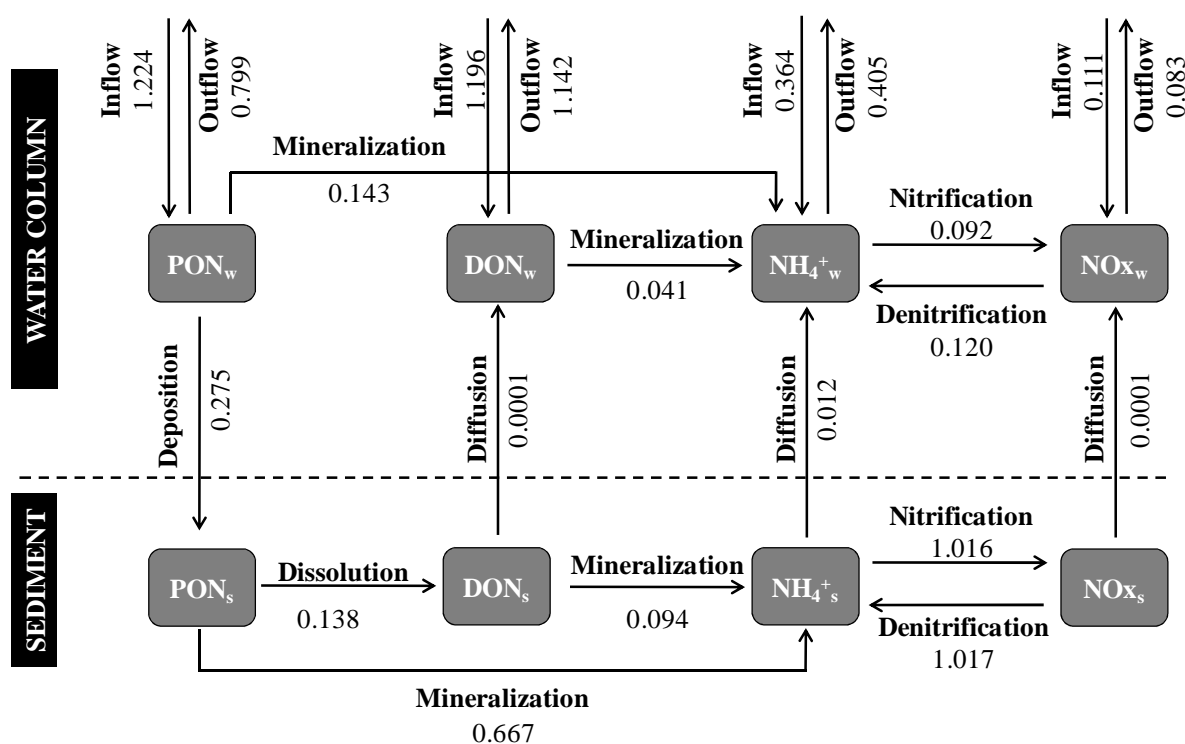 Inflow
1.224
Outflow
0.799
Inflow
1.196
Outflow
1.142
Inflow
0.364
Outflow
0.405
Inflow
0.111
Outflow
0.083
WATER COLUMN
Mineralization
0.143
PONw
DONw
Mineralization
0.041
NH4+w
Nitrification
0.092
NOxw
Denitrification
0.120
Deposition
0.275
Diffusion
0.0001
Diffusion
0.012
Diffusion
0.0001
SEDIMENT
PONs
Dissolution
0.138
DONs
Mineralization
0.094
NH4+s
Nitrification
1.016
NOxs
Denitrification
1.017
Mineralization
0.667